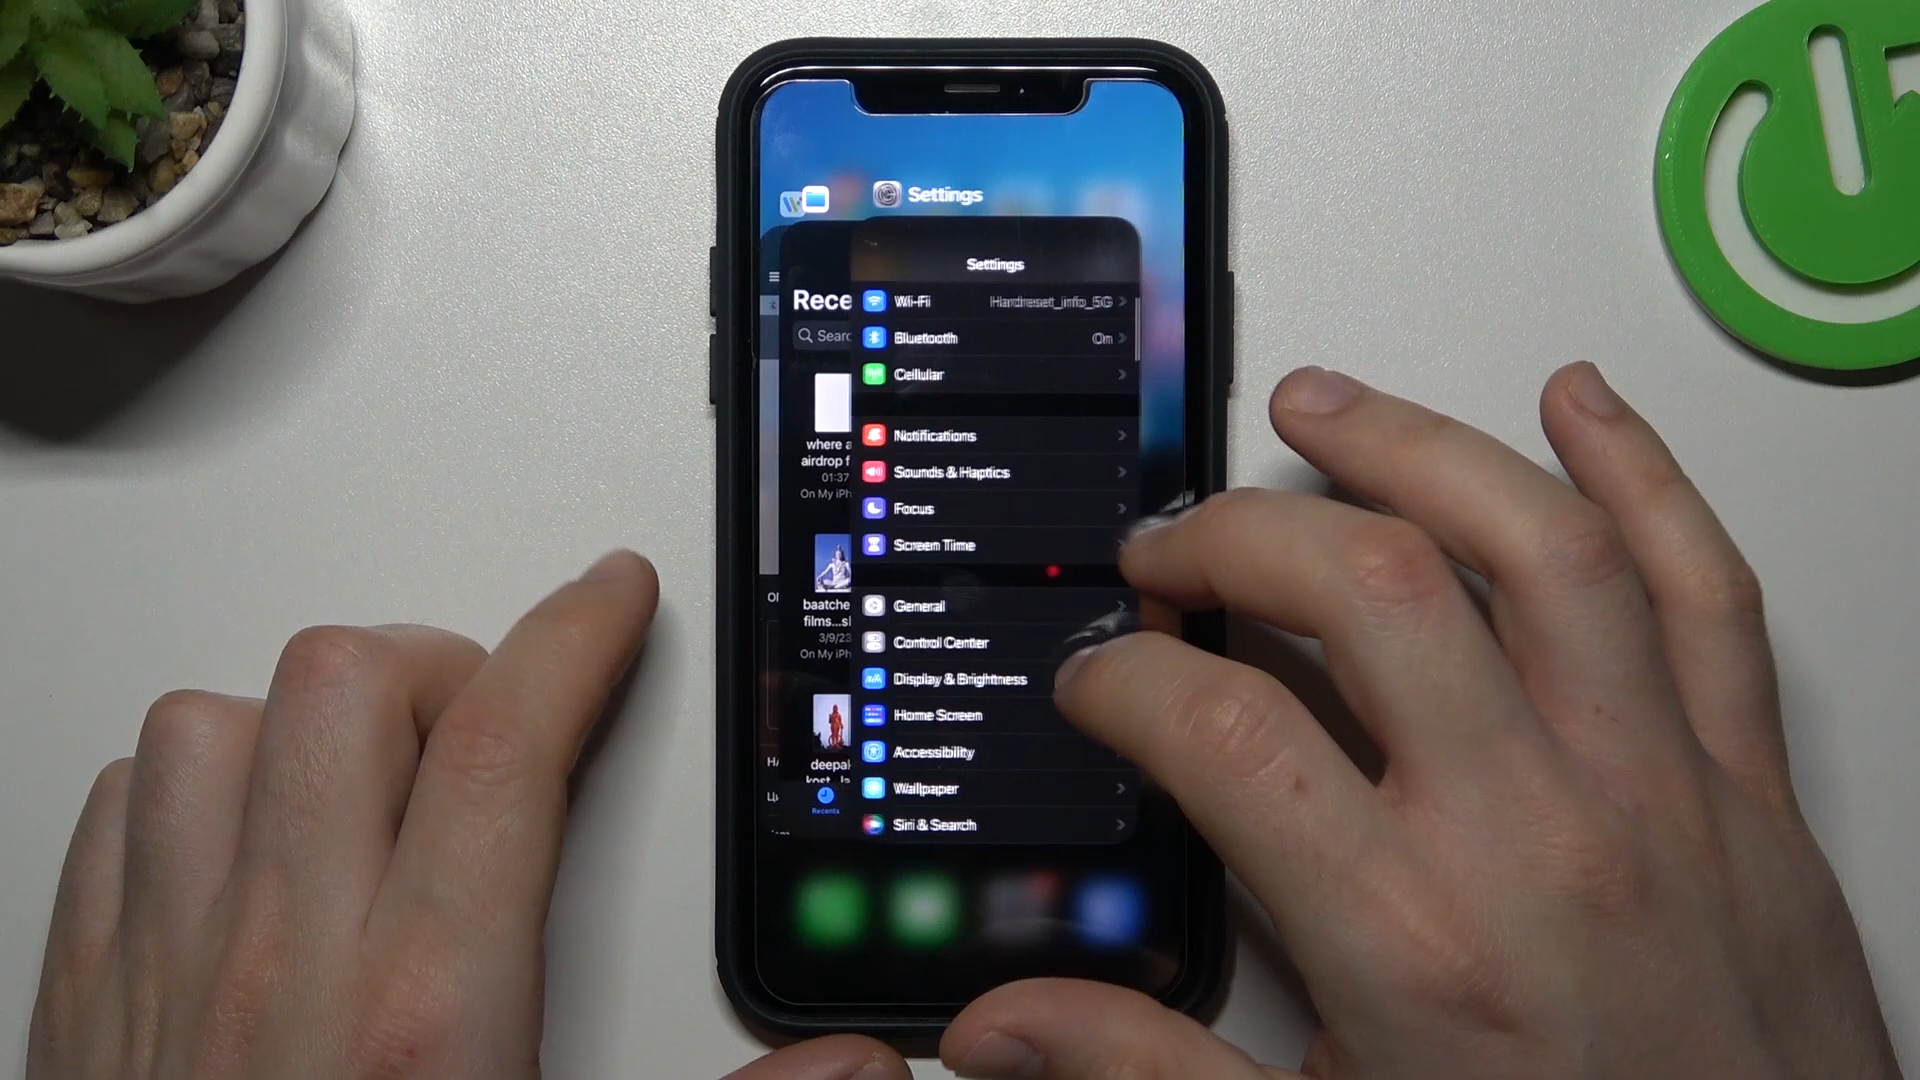 Settings
Settings
Rece
Searc
Wi-Fi Hardreset_info_5G
Bluetooth On
Cellular
Notifications
Sounds & Haptics
Focus
Screen Time
General
Control Center
Display & Brightness
Home Screen
Accessibility
Wallpaper
Siri & Search
where a
airdrop f
01:37
On My iPh
baatche
films...sl
3/9/23
On My iPh
deepak
Recents